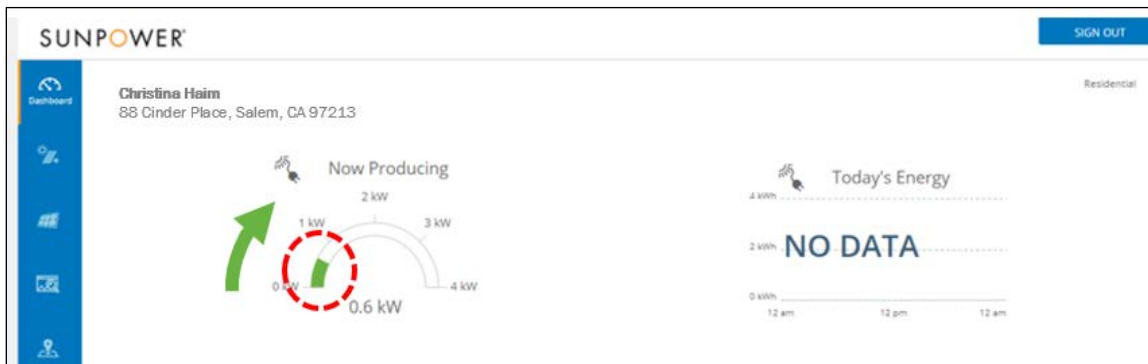 SUNPOWER®
SIGN OUT
Dashboard
Residential
Christina Haim
88 Cinder Place, Salem, CA 97213
Now Producing
0 kW
1 kW
2 kW
3 kW
4 kW
0.6 kW
Today's Energy
4 kWh
2 kWh
NO DATA
0 kWh
12 am 12 pm 12 am